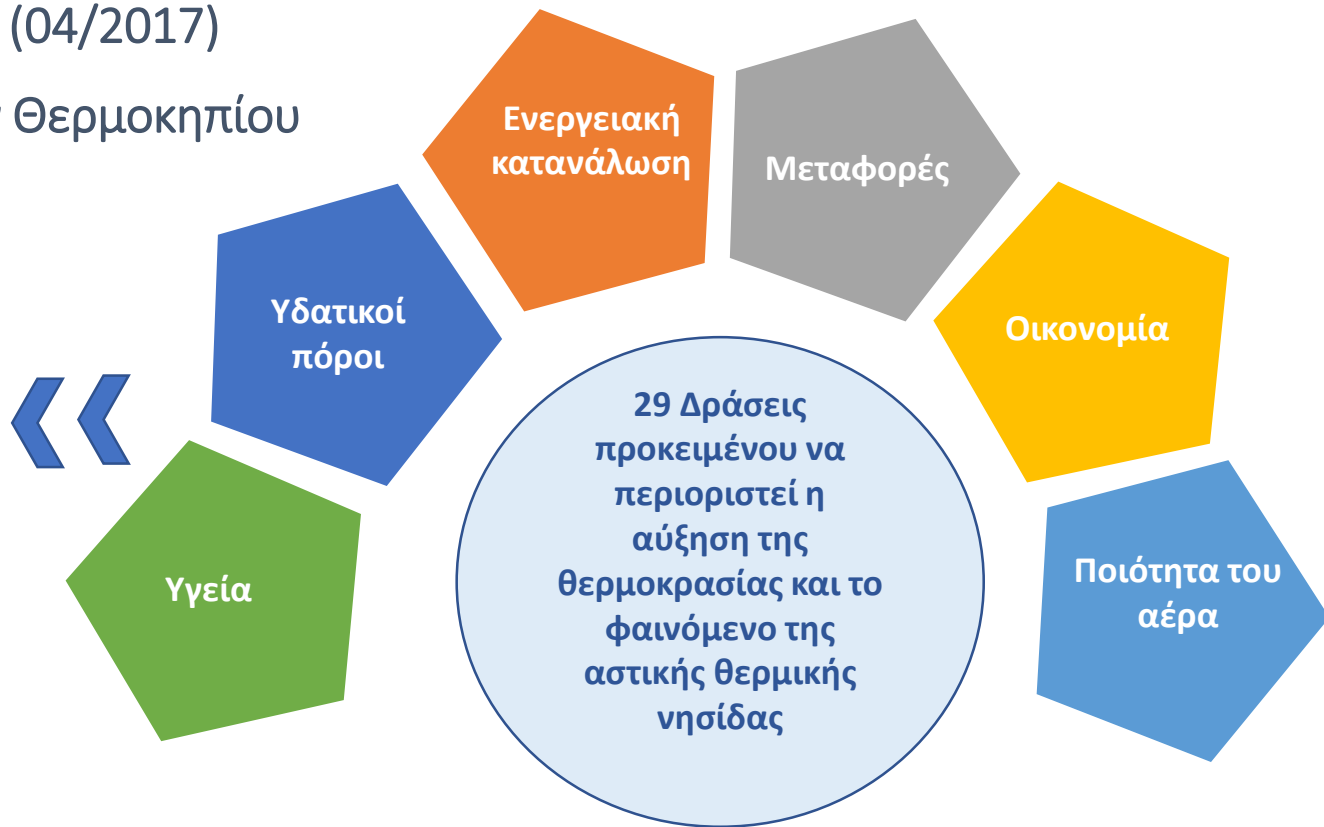 (04/2017)
Θερμοκηπίου
Ενεργειακή
κατανάλωση
Μεταφορές
Υδατικοί
πόροι
Οικονομία
29 Δράσεις
προκειμένου να
περιοριστεί η
αύξηση της
θερμοκρασίας και το
φαινόμενο της
αστικής θερμικής
νησίδας
Υγεία
Ποιότητα του
αέρα